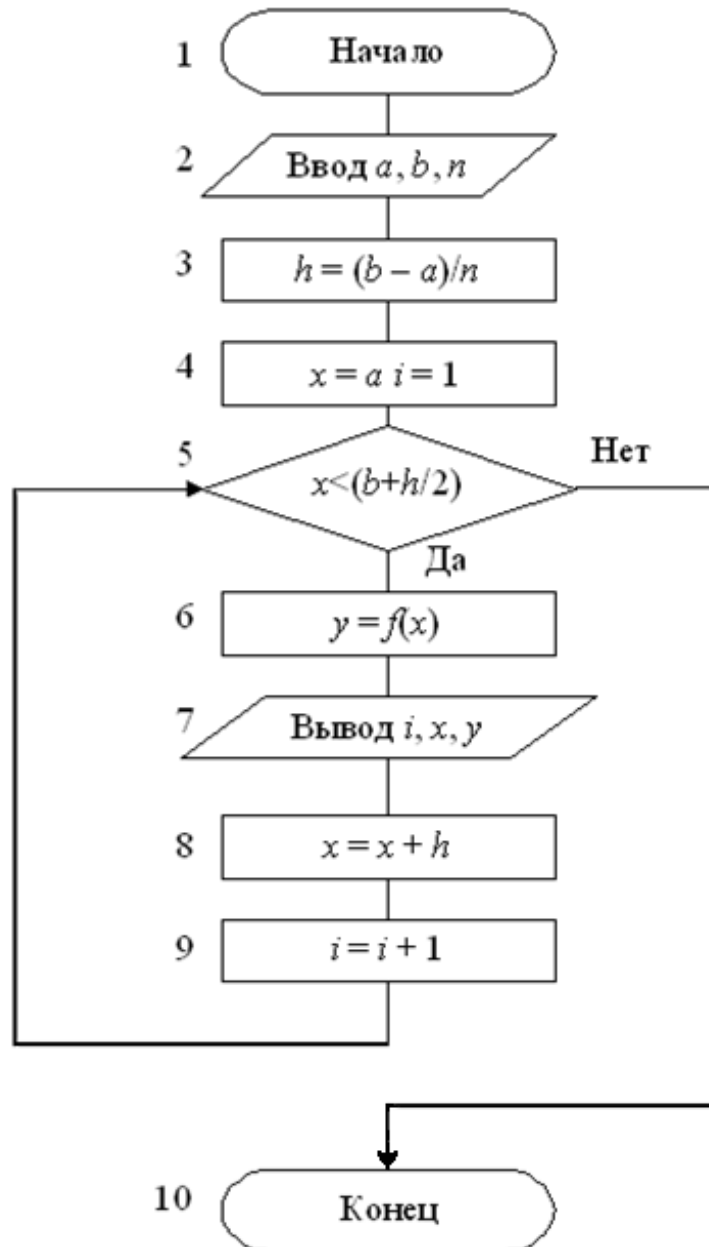 1 Начало
2 Ввод a, b, n
3 h = (b – a)/n
4 x = a i = 1
5 x<(b+h/2) Нет
Да
6 y = f(x)
7 Вывод i, x, y
8 x = x + h
9 i = i + 1
10 Конец